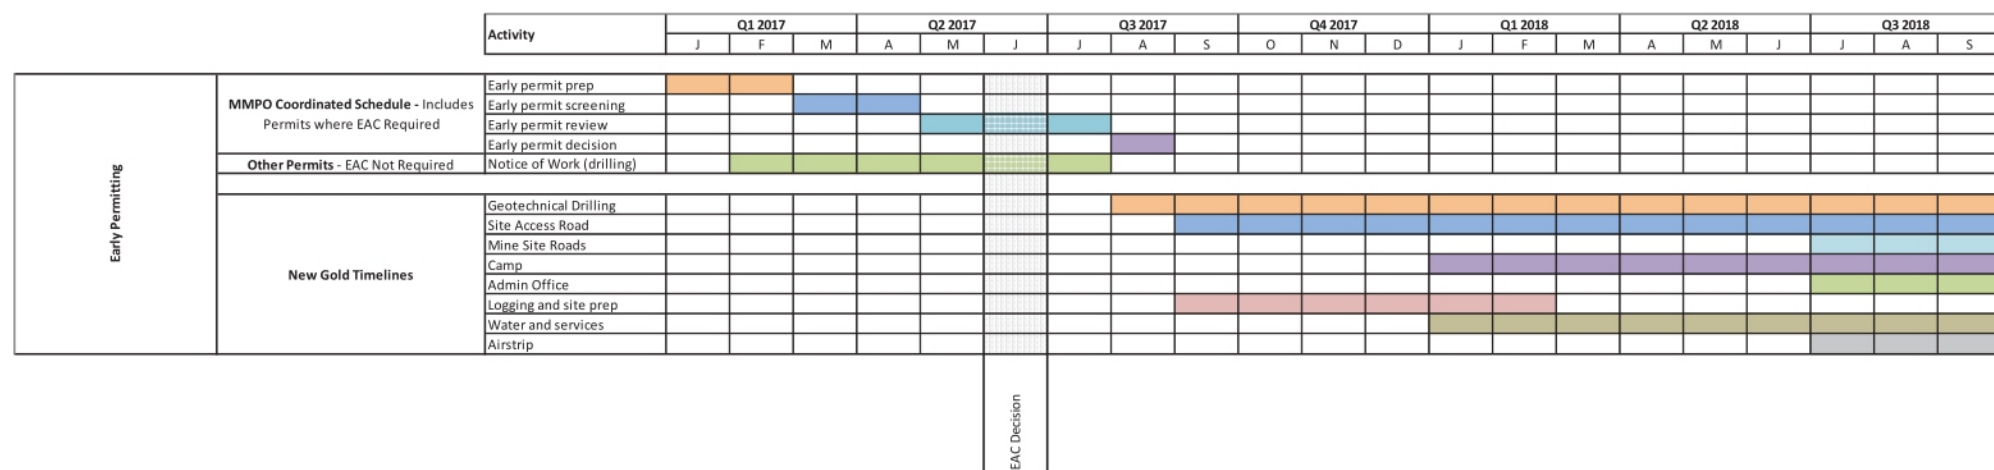 Activity
Q1 2017 Q2 2017 Q3 2017 Q4 2017 Q1 2018 Q2 2018 Q3 2018
J F M A M J J A S O N D J F M A M J J A S
Early Permitting
MMPO Coordinated Schedule - Includes
Permits where EAC Required
Early permit prep
Early permit screening
Early permit review
Early permit decision
Other Permits - EAC Not Required
Notice of Work (drilling)
New Gold Timelines
Geotechnical Drilling
Site Access Road
Mine Site Roads
Camp
Admin Office
Logging and site prep
Water and services
Airstrip
EAC Decision